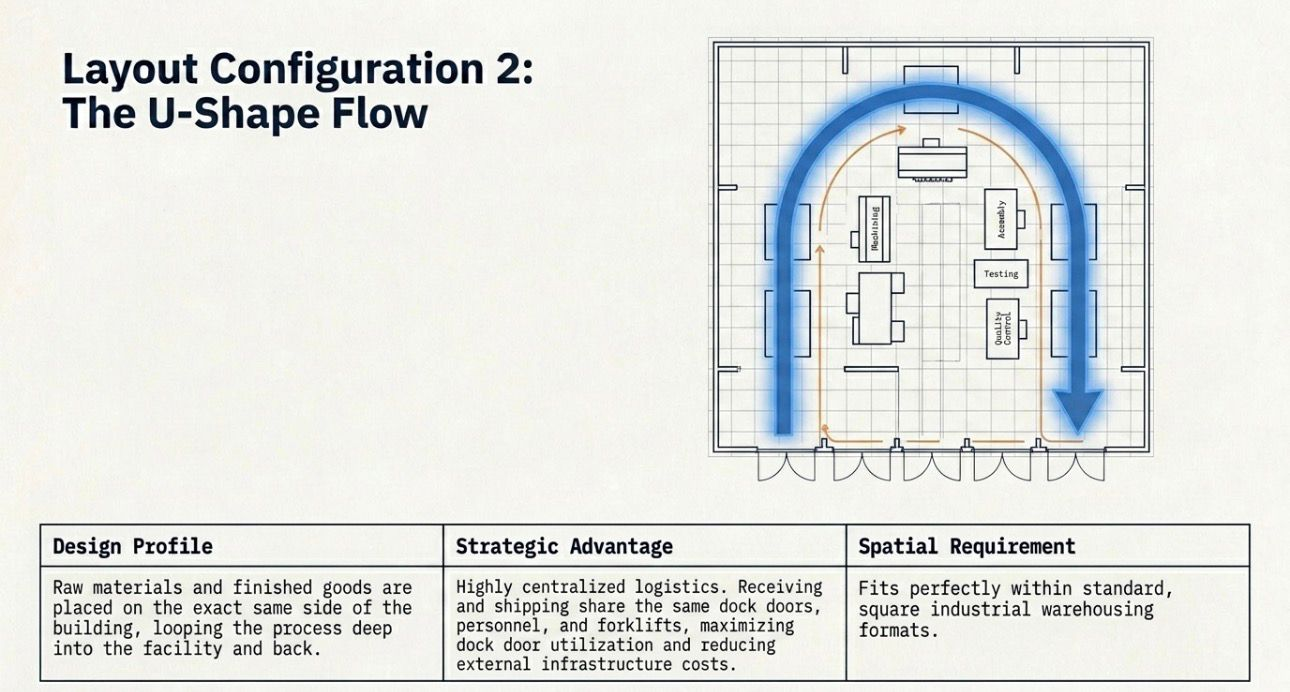 Layout Configuration 2:
The U-Shape Flow
Machining
Assembly
Testing
Quality
Control
Design Profile
Raw materials and finished goods are
placed on the exact same side of the
building, looping the process deep
into the facility and back.
Strategic Advantage
Highly centralized logistics. Receiving
and shipping share the same dock doors,
personnel, and forklifts, maximizing
dock door utilization and reducing
external infrastructure costs.
Spatial Requirement
Fits perfectly within standard,
square industrial warehousing
formats.